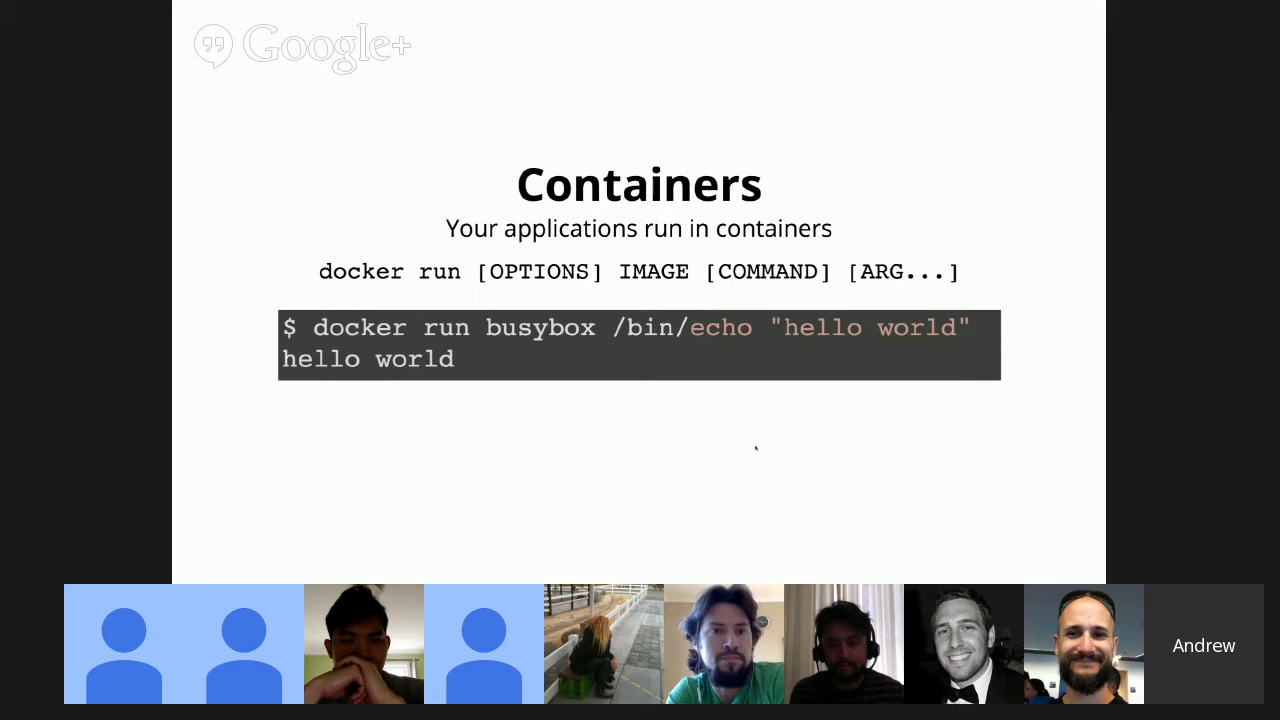 Google+
Containers
Your applications run in containers
docker run [OPTIONS] IMAGE [COMMAND] [ARG...]
$ docker run busybox /bin/echo "hello world"
hello world
Andrew